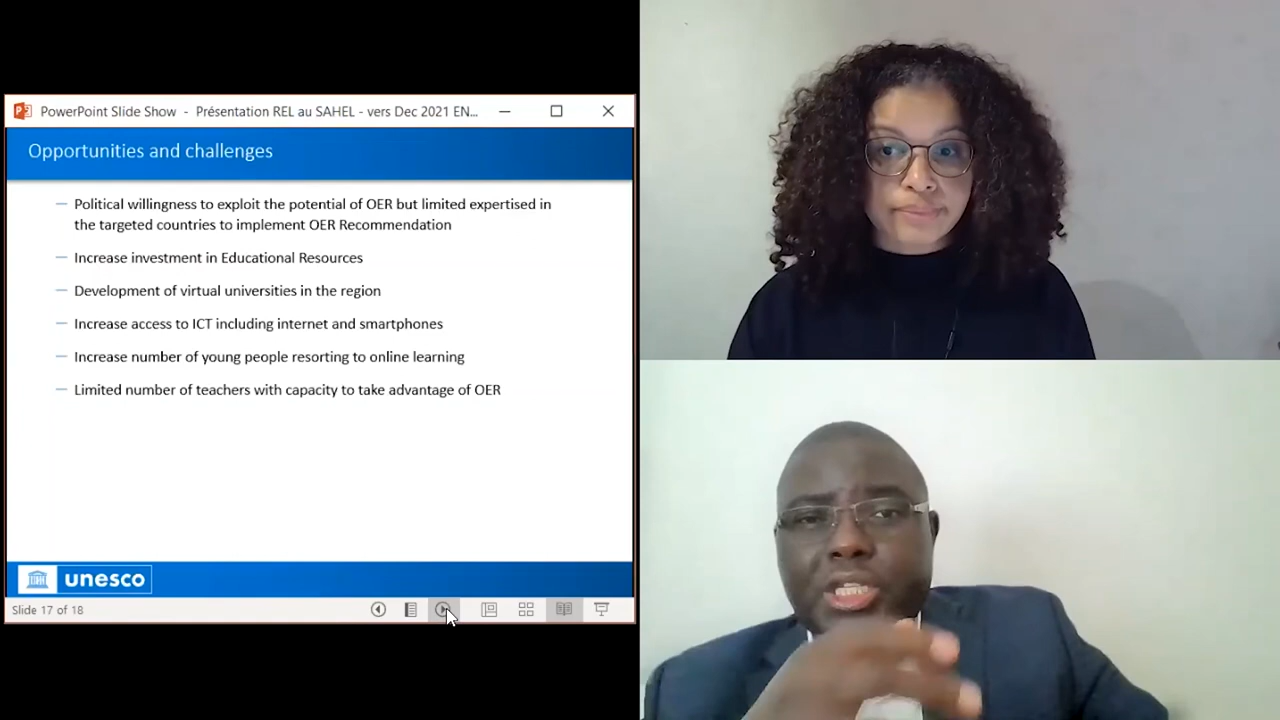 PowerPoint Slide Show - Présentation REL au SAHEL - vers Dec 2021 EN...
Opportunities and challenges
— Political willingness to exploit the potential of OER but limited expertised in
the targeted countries to implement OER Recommendation
— Increase investment in Educational Resources
— Development of virtual universities in the region
— Increase access to ICT including internet and smartphones
— Increase number of young people resorting to online learning
— Limited number of teachers with capacity to take advantage of OER
unesco
Slide 17 of 18